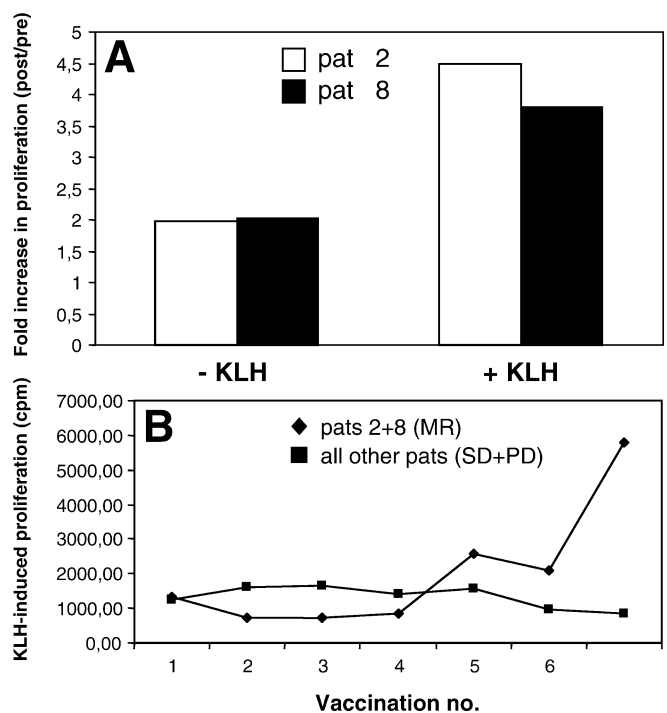 A
pat 2
pat 8
Fold increase in proliferation (post/pre)
5
4,5
4
3,5
3
2,5
2
1,5
1
0,5
0
- KLH
+ KLH
B
pats 2+8 (MR)
all other pats (SD+PD)
KLH-induced proliferation (cpm)
7000,00
6000,00
5000,00
4000,00
3000,00
2000,00
1000,00
0,00
1 2 3 4 5 6
Vaccination no.